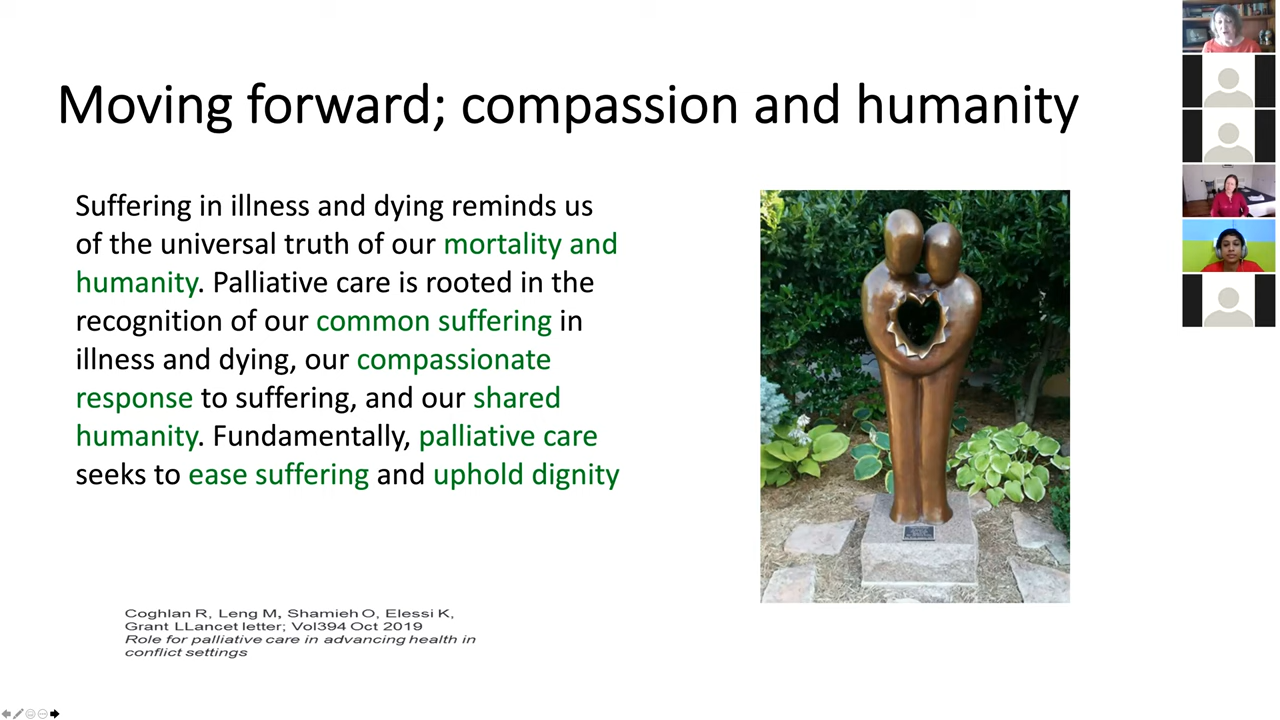 Moving forward; compassion and humanity
Suffering in illness and dying reminds us
of the universal truth of our mortality and
humanity. Palliative care is rooted in the
recognition of our common suffering in
illness and dying, our compassionate
response to suffering, and our shared
humanity. Fundamentally, palliative care
seeks to ease suffering and uphold dignity
Coghlan R, Leng M, Shamieh O, Elessi K,
Grant LLancet letter; Vol394 Oct 2019
Role for palliative care in advancing health in
conflict settings